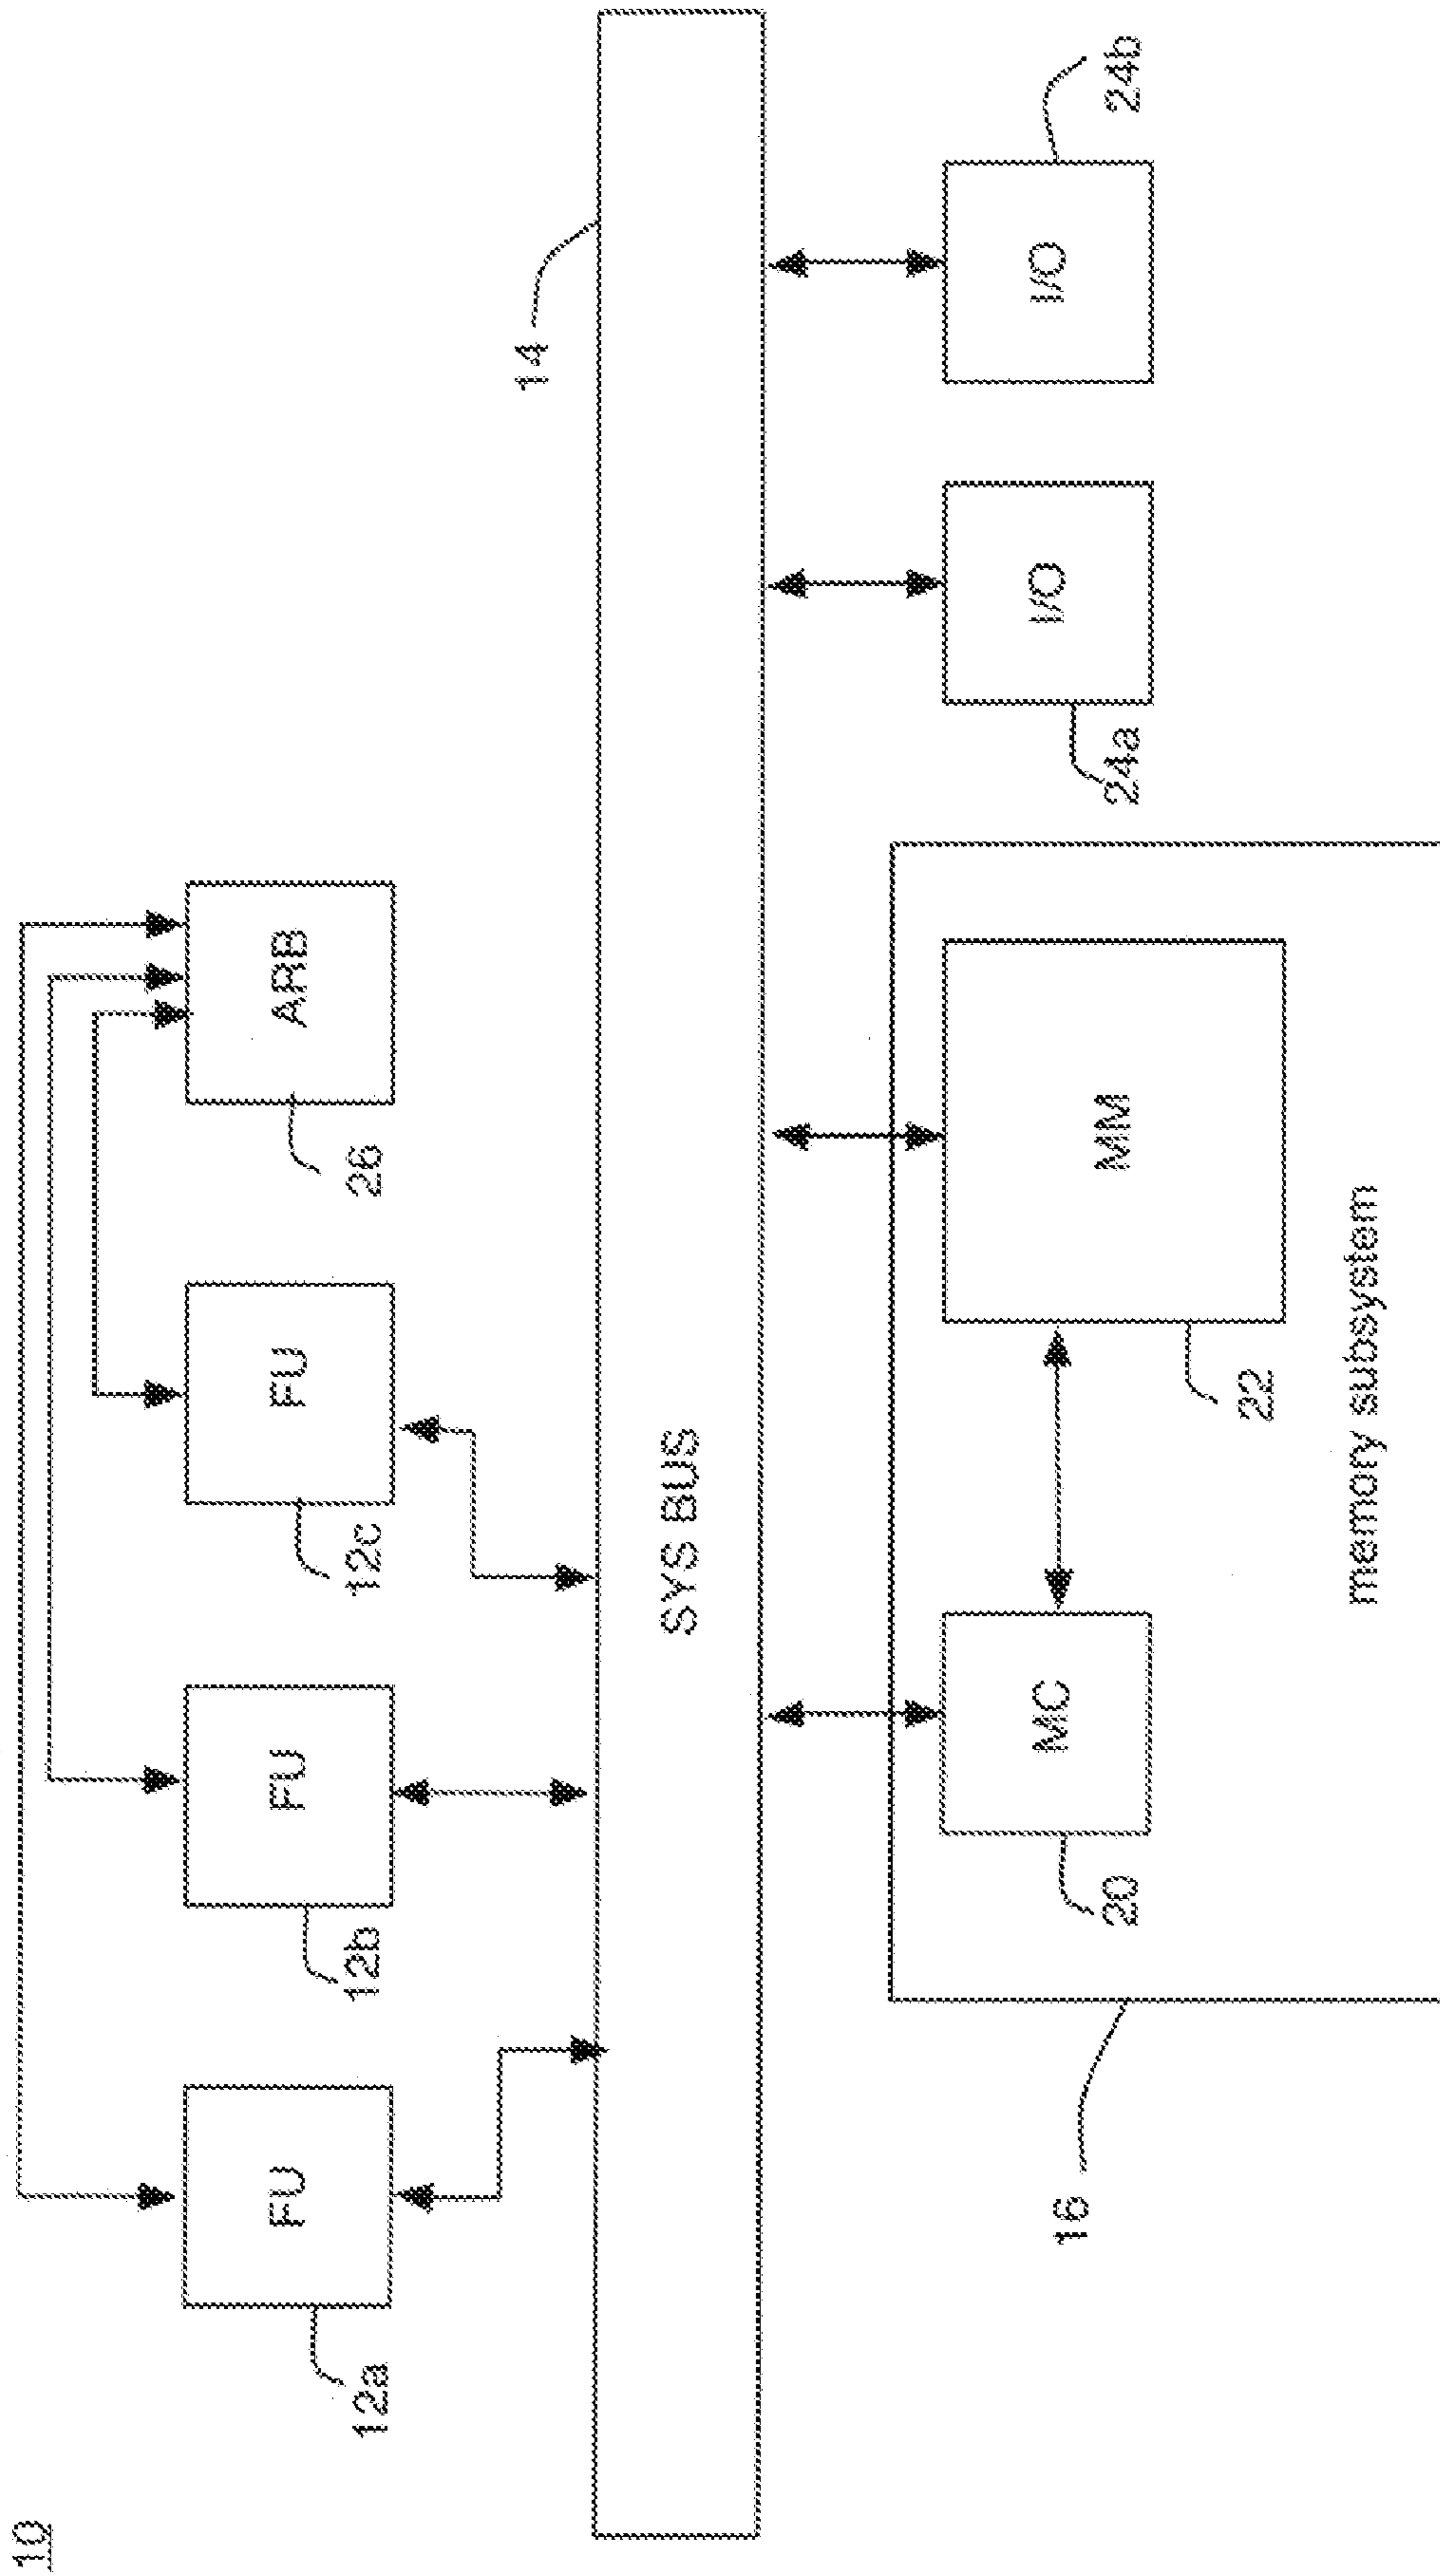 10
FU
FU
FU
ARB
12a
12b
12c
26
14
SYS BUS
MC
MM
I/O
I/O
20
22
24a
24b
16
memory subsystem